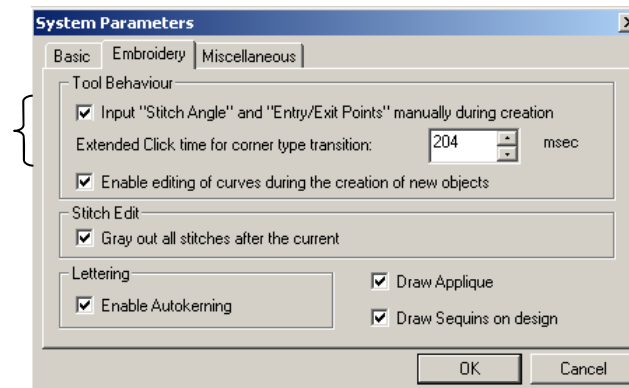 System Parameters
Basic Embroidery Miscellaneous
Tool Behaviour
Input "Stitch Angle" and "Entry/Exit Points" manually during creation
Extended Click time for corner type transition: 204 msec
Enable editing of curves during the creation of new objects
Stitch Edit
Gray out all stitches after the current
Lettering
Enable Autokerning
Draw Applique
Draw Sequins on design
OK Cancel